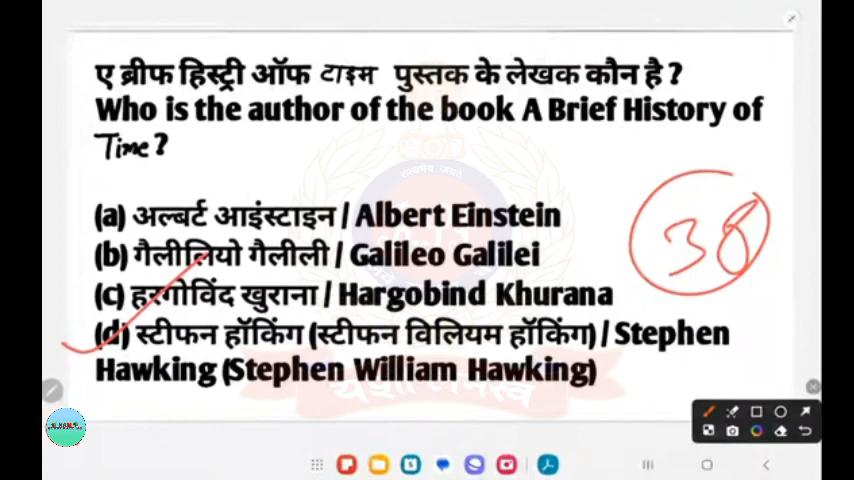 ए ब्रीफ हिस्ट्री ऑफ टाइम पुस्तक के लेखक कौन है ?
Who is the author of the book A Brief History of
Time?
(a) अल्बर्ट आइंस्टाइन / Albert Einstein
(b) गैलीलियो गैलीली / Galileo Galilei
(c) हरगोविंद खुराना / Hargobind Khurana
(d) स्टीफन हॉकिंग (स्टीफन विलियम हॉकिंग) / Stephen
Hawking (Stephen William Hawking)
38